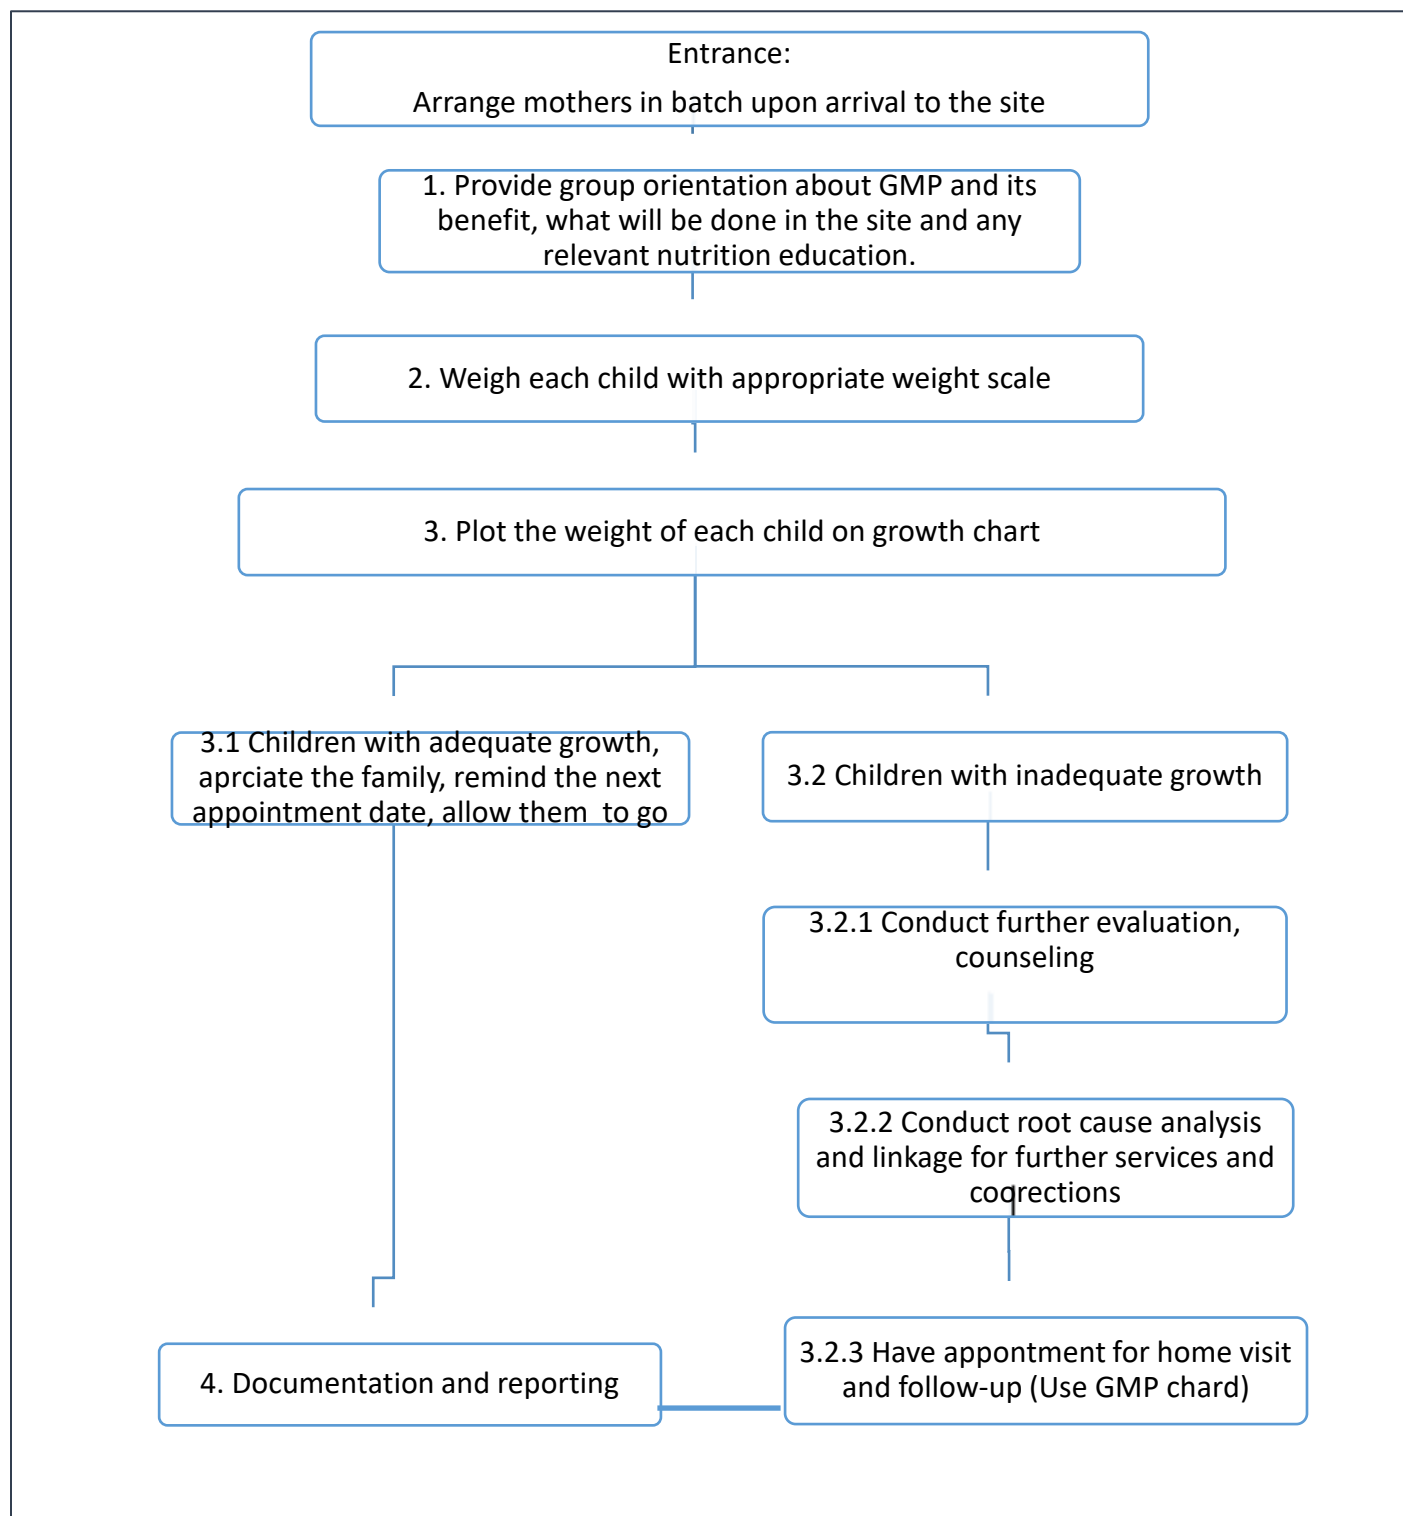 Entrance:
Arrange mothers in batch upon arrival to the site
1. Provide group orientation about GMP and its
benefit, what will be done in the site and any
relevant nutrition education.
2. Weigh each child with appropriate weight scale
3. Plot the weight of each child on growth chart
3.1 Children with adequate growth,
aprciate the family, remind the next
appointment date, allow them  to go
3.2 Children with inadequate growth
3.2.1 Conduct further evaluation,
counseling
3.2.2 Conduct root cause analysis
and linkage for further services and
coorections
3.2.3 Have appontment for home visit
and follow-up (Use GMP chard)
4. Documentation and reporting